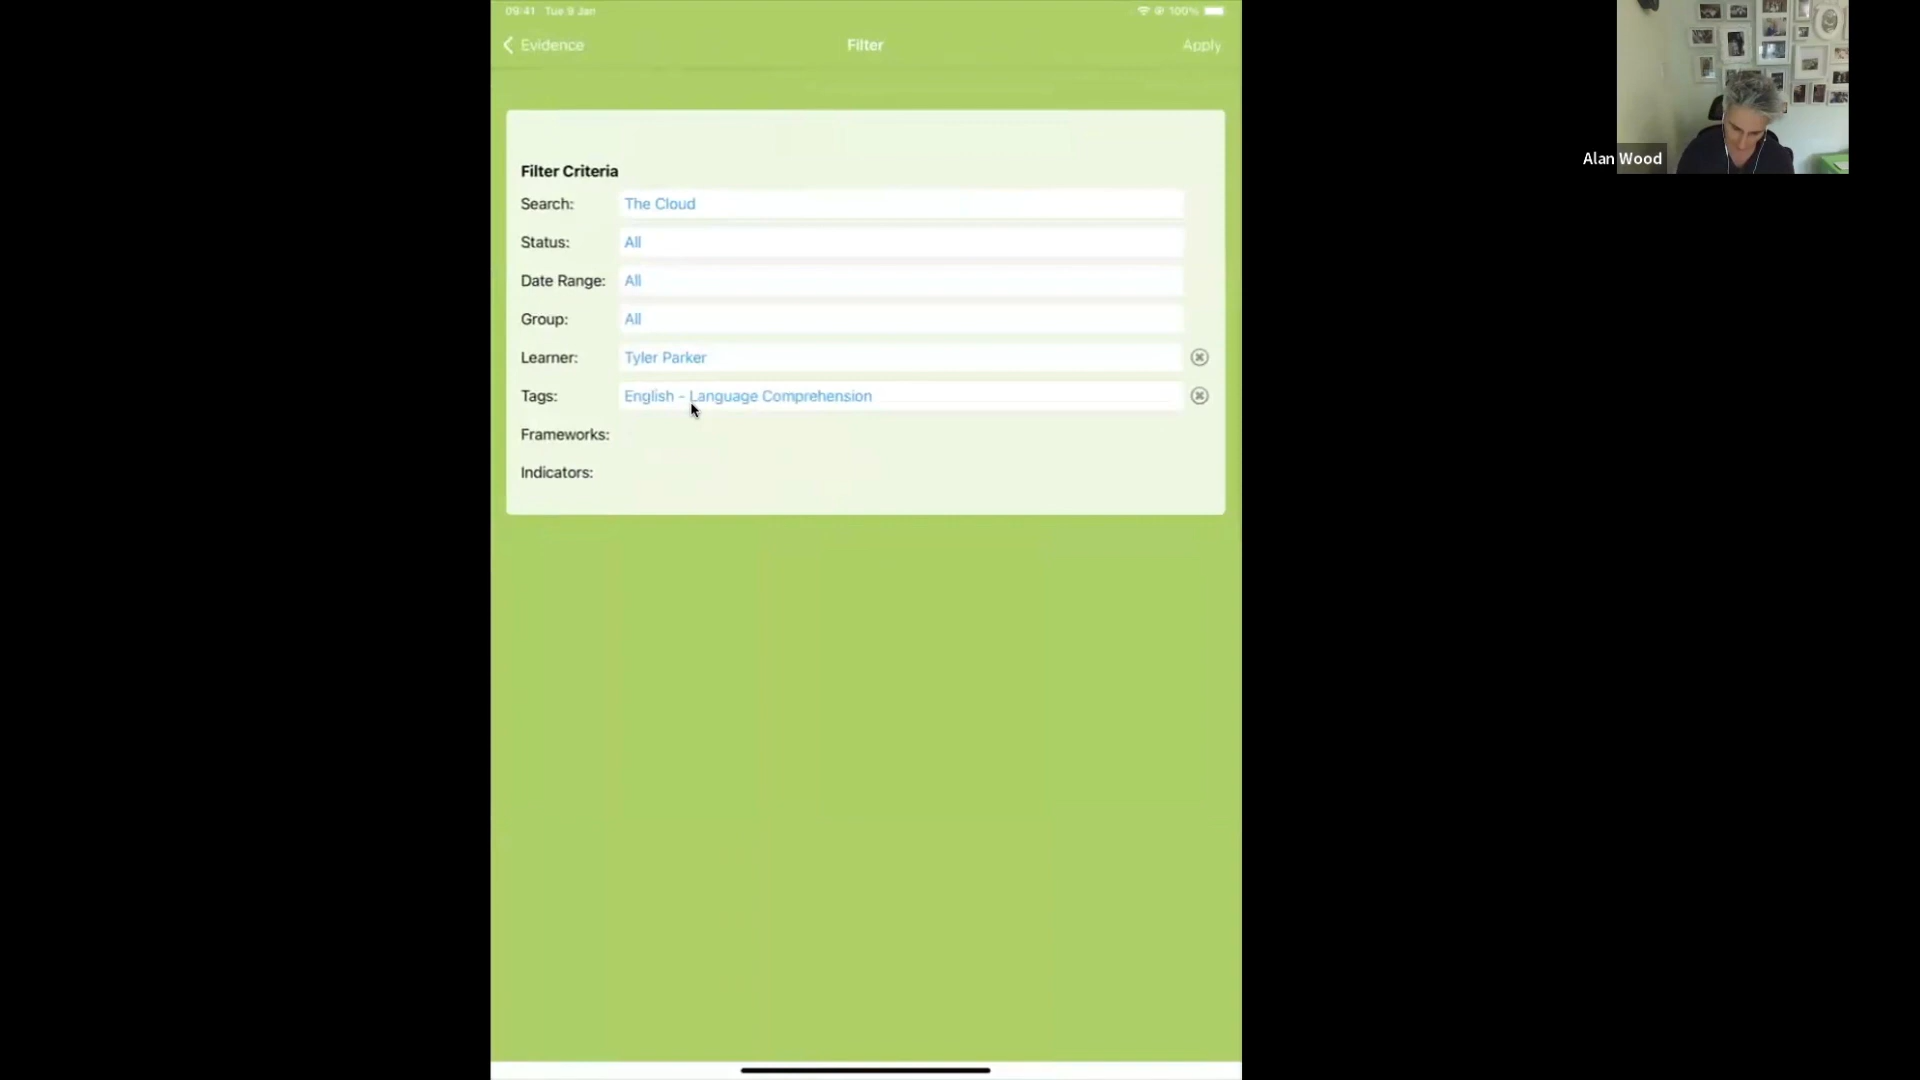 09:41 Tue 9 Jan
100%
Evidence
Filter
Apply
Filter Criteria
Search: The Cloud
Status: All
Date Range: All
Group: All
Learner: Tyler Parker
Tags: English - Language Comprehension
Frameworks:
Indicators:
Alan Wood